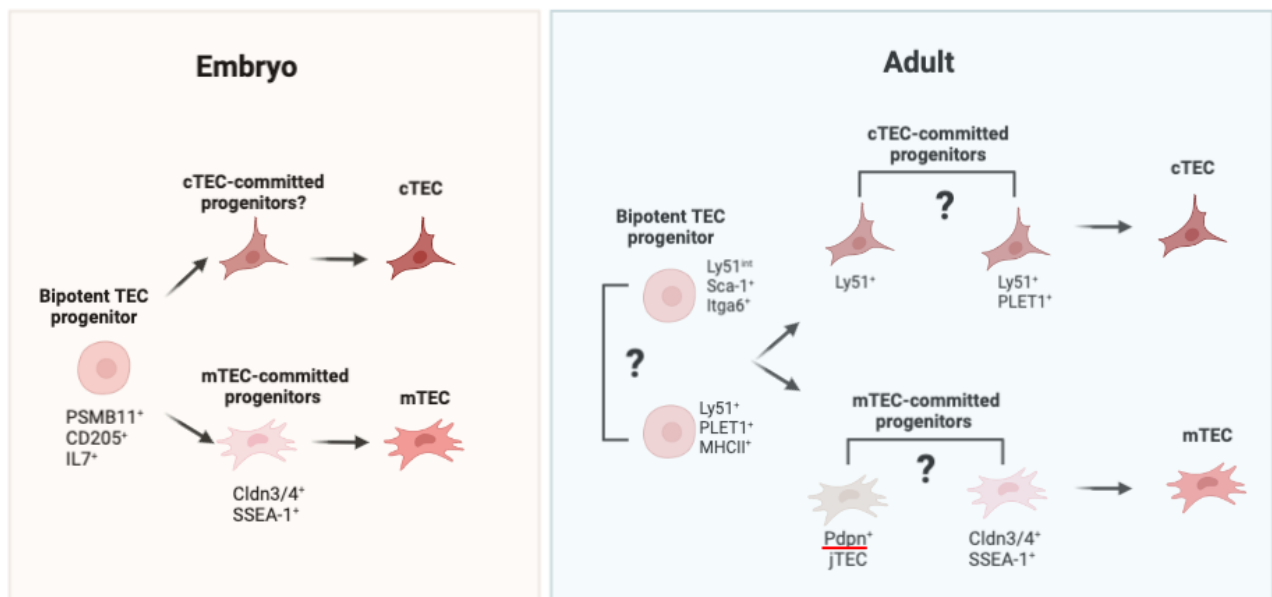 Embryo
cTEC-committed
progenitors?
cTEC
Bipotent TEC
progenitor
PSMB11⁺
CD205⁺
IL7⁺
mTEC-committed
progenitors
mTEC
Cldn3/4⁺
SSEA-1⁺
Adult
cTEC-committed
progenitors
?
cTEC
Bipotent TEC
progenitor
Ly51ⁱⁿᵗ
Sca-1⁺
Itga6⁺
Ly51⁺
Ly51⁺
PLET1⁺
?
Ly51⁺
PLET1⁺
MHCII⁺
mTEC-committed
progenitors
?
mTEC
Pdpn⁺
jTEC
Cldn3/4⁺
SSEA-1⁺